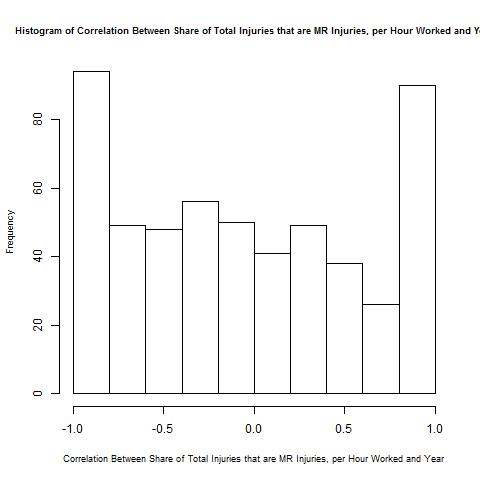 Histogram of Correlation Between Share of Total Injuries that are MR Injuries, per Hour Worked and
Frequency
80
60
40
20
0
-1.0 -0.5 0.0 0.5 1.0
Correlation Between Share of Total Injuries that are MR Injuries, per Hour Worked and Year